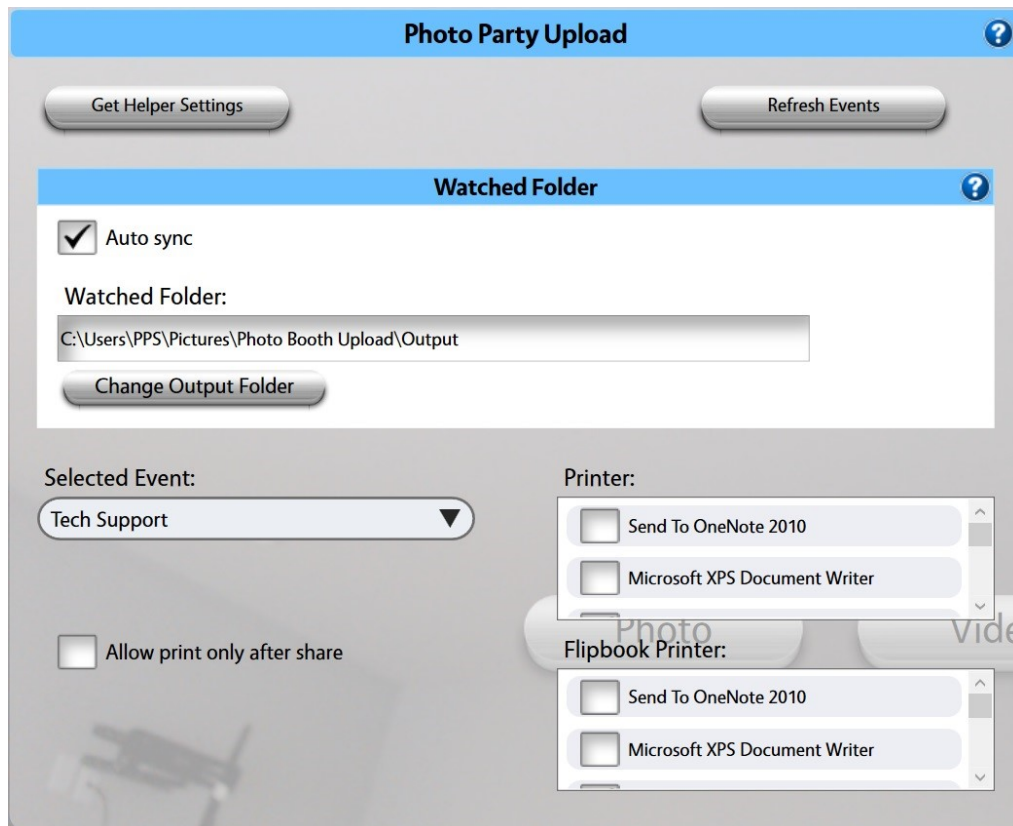 Photo Party Upload
?
Get Helper Settings
Refresh Events
Watched Folder
?
Auto sync
Watched Folder:
C:\Users\PPS\Pictures\Photo Booth Upload\Output
Change Output Folder
Selected Event:
Tech Support
Printer:
Send To OneNote 2010
Microsoft XPS Document Writer
Photo
Vide
Allow print only after share
Flipbook Printer:
Send To OneNote 2010
Microsoft XPS Document Writer